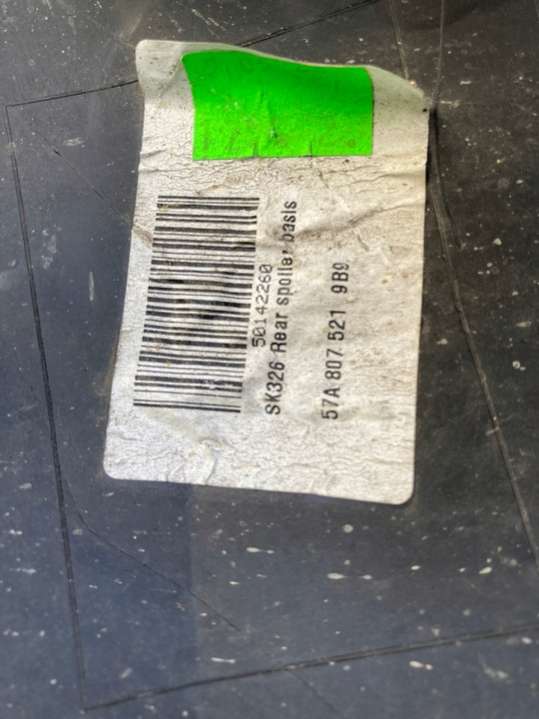 50142260
SK326 Rear spoiler basis
57A 807 521 9B9